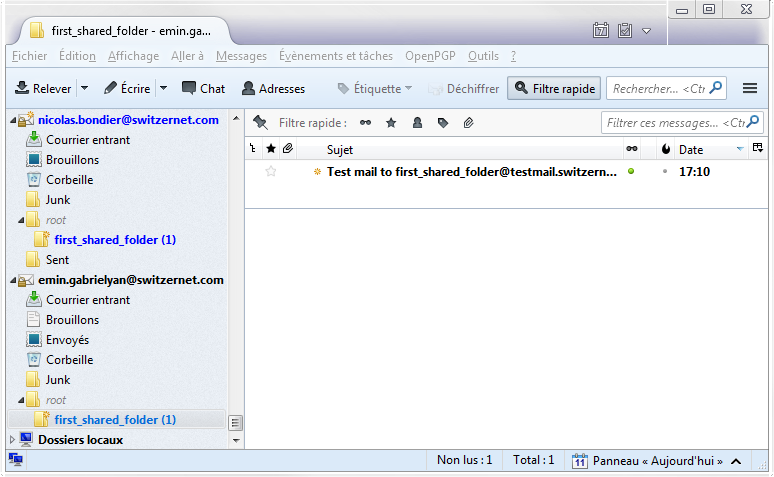 first_shared_folder - emin.ga...
7
Fichier Édition Affichage Aller à Messages Évènements et tâches OpenPGP Outils ?
Relever Écrire Chat Adresses Étiquette Déchiffrer Filtre rapide Rechercher... <Ctr
nicolas.bondier@switzernet.com
Courrier entrant
Brouillons
Corbeille
Junk
root
first_shared_folder (1)
Sent
emin.gabrielyan@switzernet.com
Courrier entrant
Brouillons
Envoyés
Corbeille
Junk
root
first_shared_folder (1)
Dossiers locaux
Filtre rapide : Filtrer ces messages... <Ctr
Sujet Date
Test mail to first_shared_folder@testmail.switzern... 17:10
Non lus : 1 Total : 1 11 Panneau « Aujourd'hui »